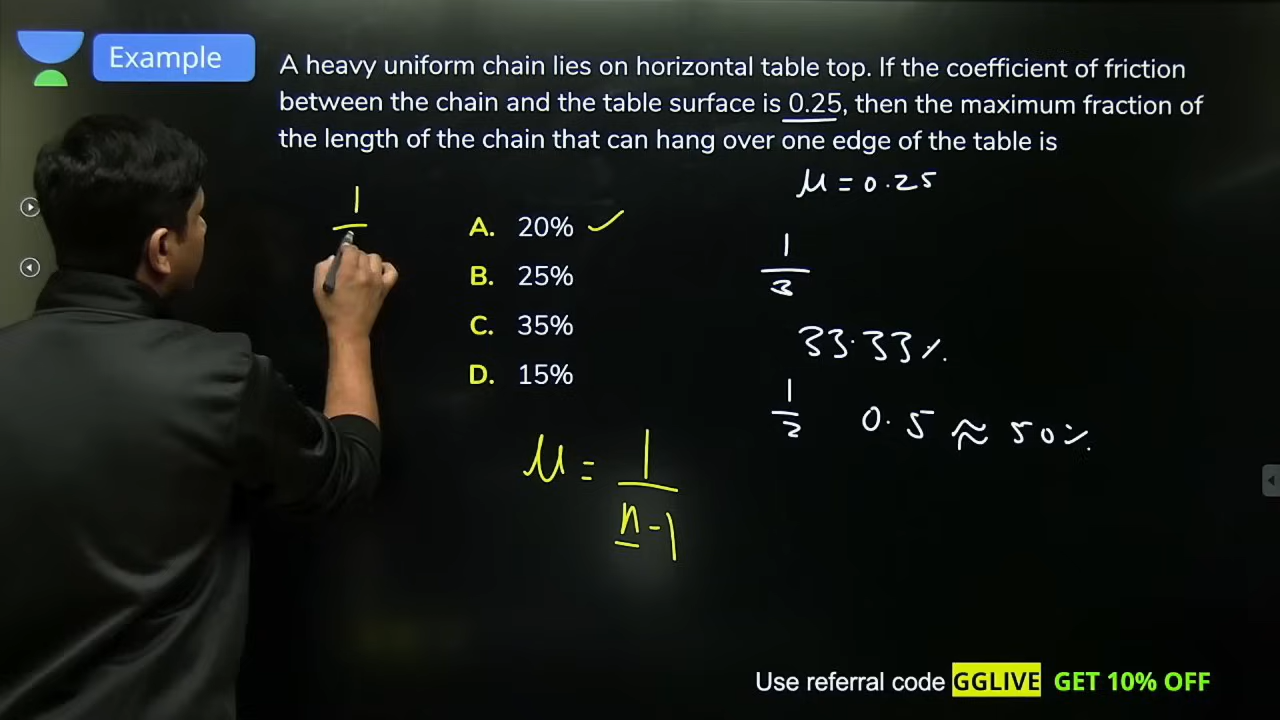 Example
A heavy uniform chain lies on horizontal table top. If the coefficient of friction
between the chain and the table surface is 0.25, then the maximum fraction of
the length of the chain that can hang over one edge of the table is
μ = 0.25
1
A. 20% ✓
B. 25%
C. 35%
D. 15%
1/3
33.33%.
1/2 0.5 ≈ 50%.
μ = 1/(n-1)
Use referral code GGLIVE GET 10% OFF